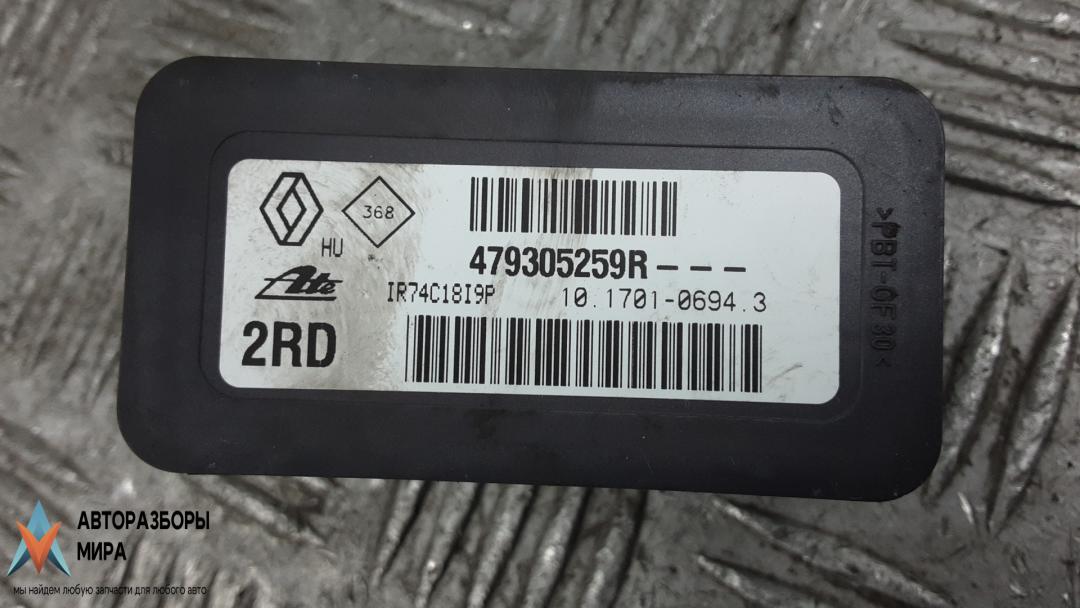 368
HU
479305259R---
Ate
IR74C18I9P 10.1701-0694.3
2RD
>PBT-GF30<
АВТОРАЗБОРЫ
МИРА
мы найдем любую запчасти для любого авто